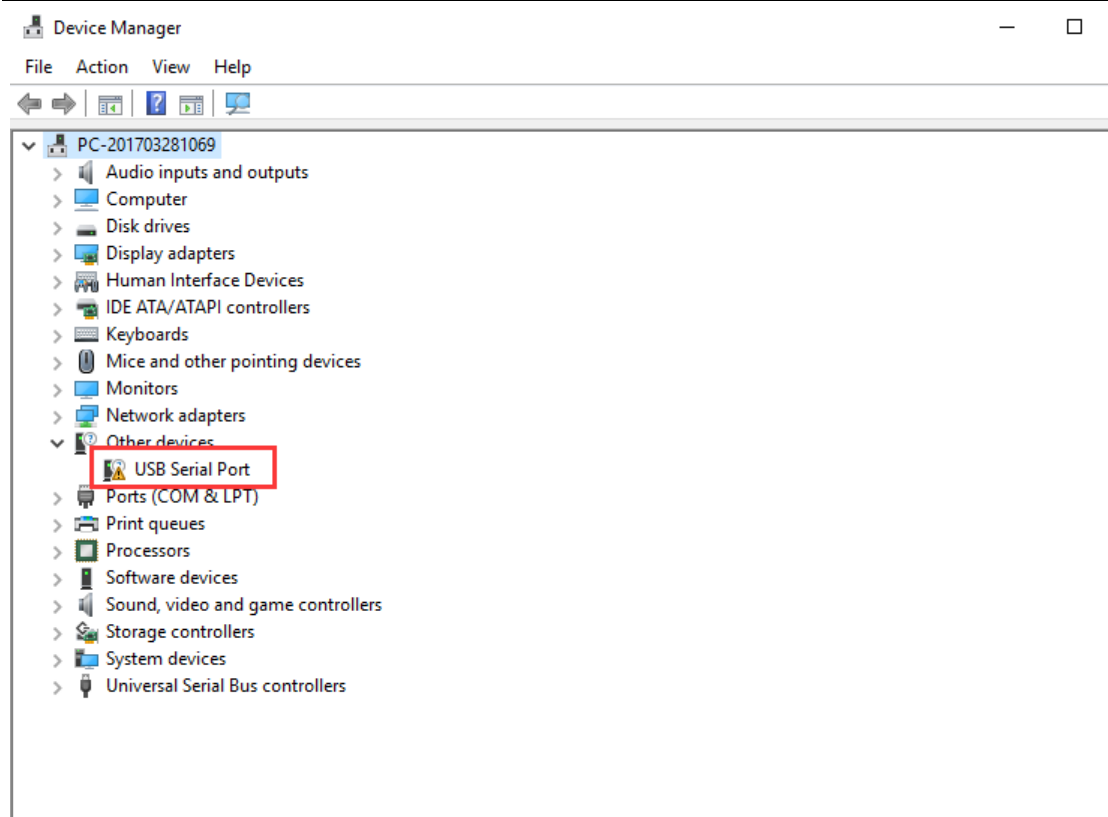 Device Manager
File Action View Help
PC-201703281069
Audio inputs and outputs
Computer
Disk drives
Display adapters
Human Interface Devices
IDE ATA/ATAPI controllers
Keyboards
Mice and other pointing devices
Monitors
Network adapters
Other devices
USB Serial Port
Ports (COM & LPT)
Print queues
Processors
Software devices
Sound, video and game controllers
Storage controllers
System devices
Universal Serial Bus controllers